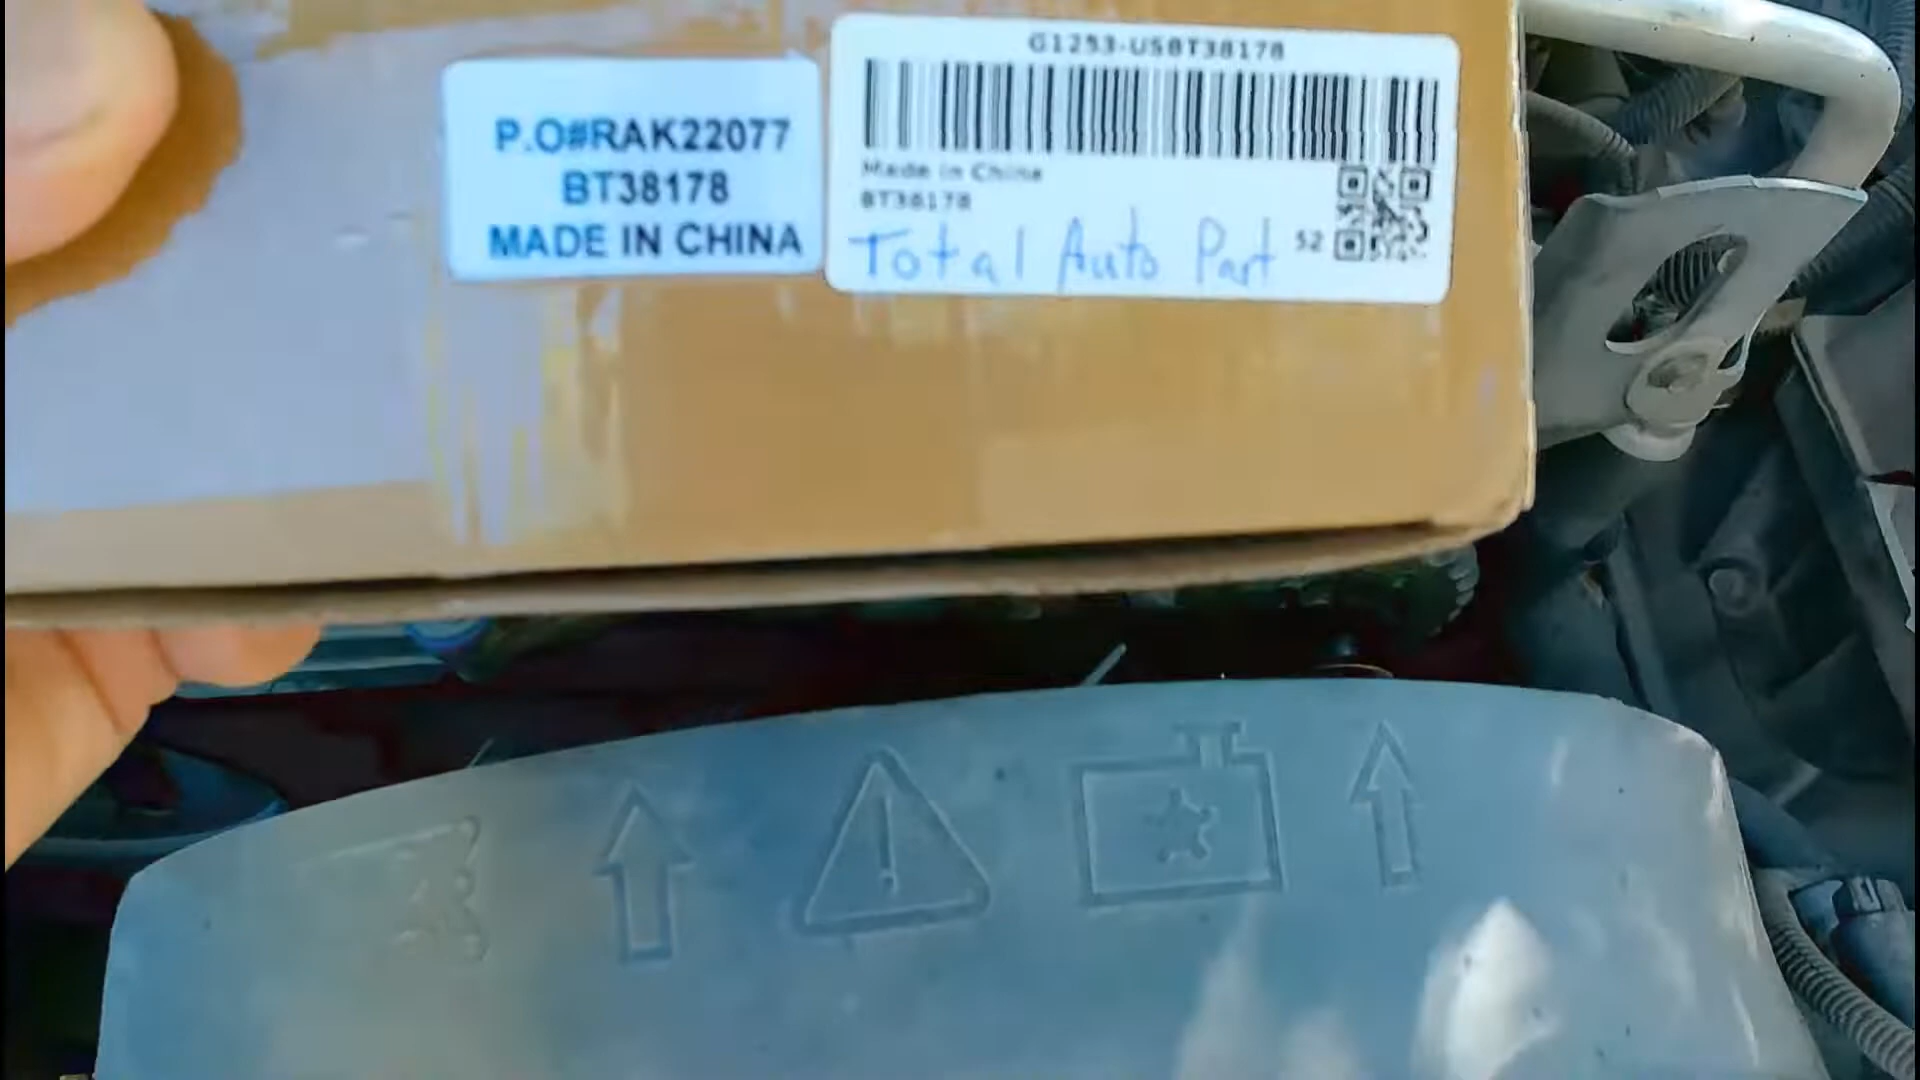 P.O#RAK22077
BT38178
MADE IN CHINA
G1253-USBT38178
Made in China
BT38178
52
Total Auto Part